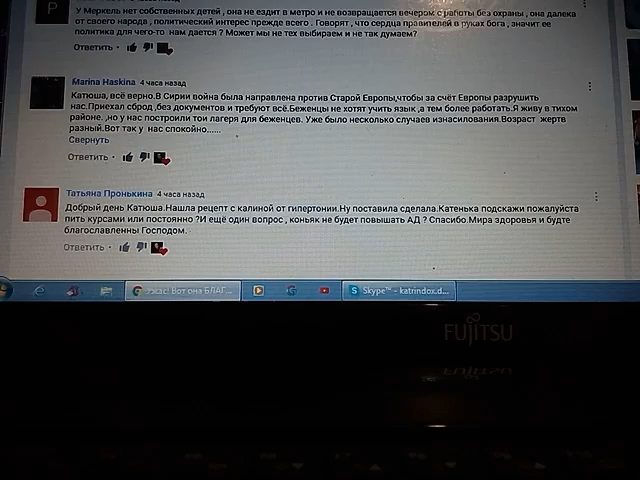 P
У Меркель нет собственных детей , она не ездит в метро и не возвращается вечером с работы без охраны , она далека
от своего народа , политический интерес прежде всего . Говорят , что сердца правителей в руках бога , значит ее
политика для чего-то нам дается ? Может мы не тех выбираем и не так думаем?
Ответить
Marina Haskina 4 часа назад
Катюша, всё верно.В Сирии война была направлена против Старой Европы,чтобы за счёт Европы разрушить
нас.Приехал сброд ,без документов и требуют всё.Беженцы не хотят учить язык ,а тем более работать.Я живу в тихом
районе. ,но у нас построили тои лагеря для беженцев. Уже было несколько случаев изнасилования.Возраст жертв
разный.Вот так у нас спокойно......
Свернуть
Ответить
Татьяна Пронькина 4 часа назад
Добрый день Катюша.Нашла рецепт с калиной от гипертонии.Ну поставила сделала.Катенька подскажи пожалуйста
пить курсами или постоянно ?И ещё один вопрос , коньяк не будет повышать АД ? Спасибо.Мира здоровья и будте
благославленны Господом.
Ответить
Ужас! Вот она БЛАГ... Skype™ - katrindox.d...
FUJITSU